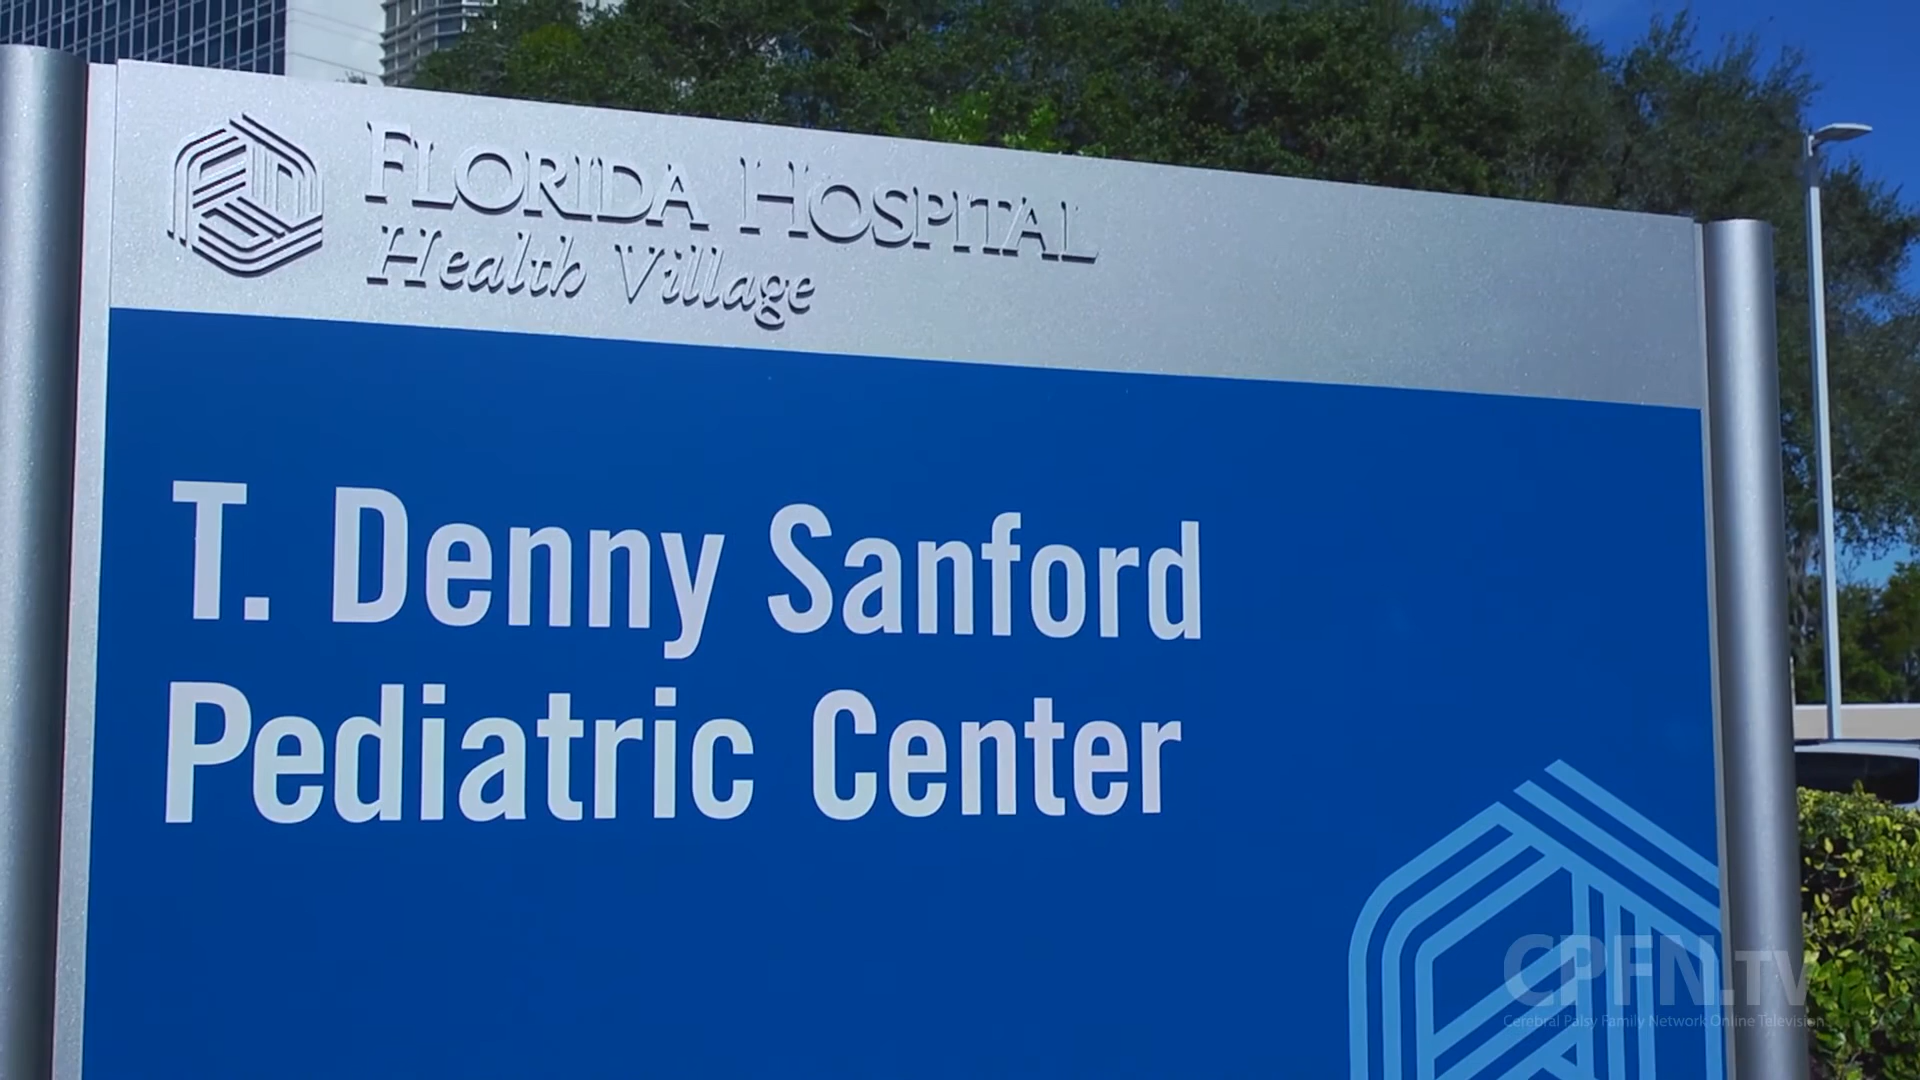 FLORIDA HOSPITAL
Health Village
T. Denny Sanford
Pediatric Center
CPFN.TV
Cerebral Palsy Family Network Online Television